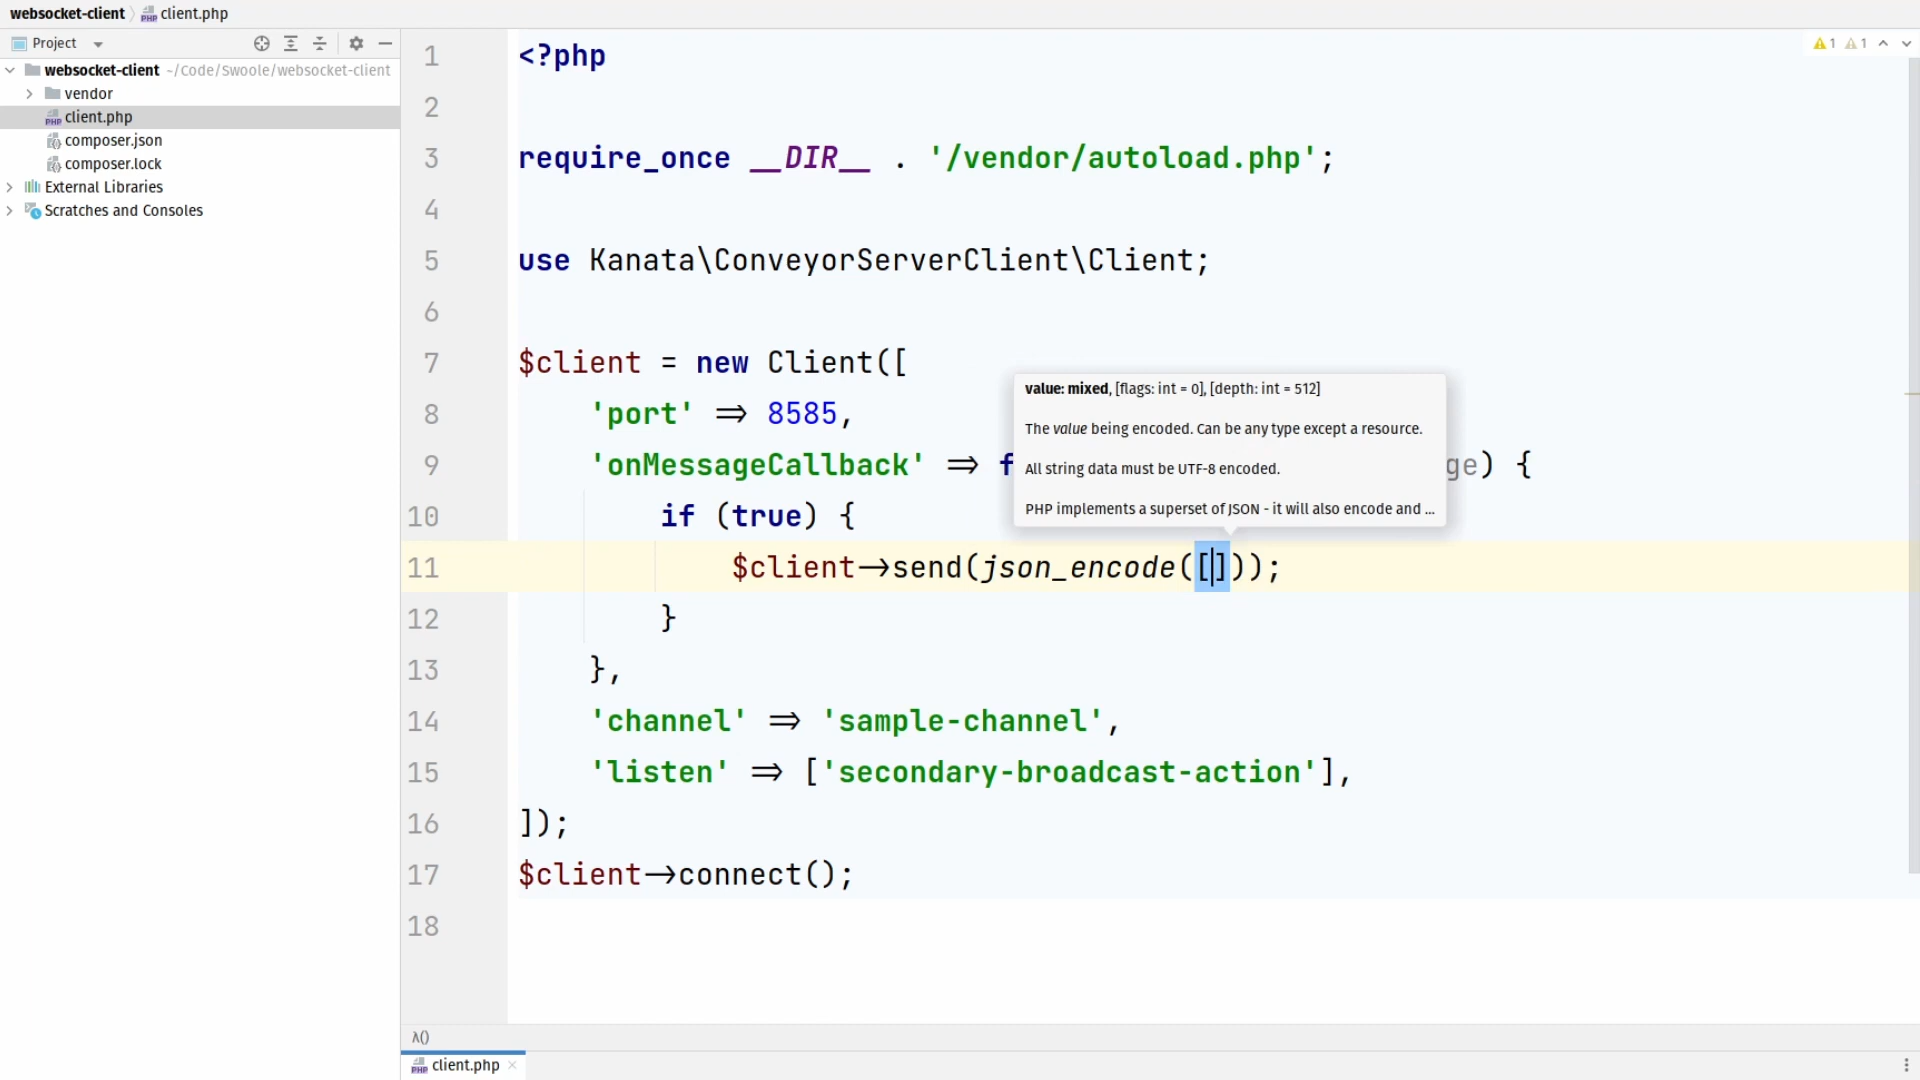 websocket-client client.php
Project
websocket-client ~/Code/Swoole/websocket-client
vendor
client.php
composer.json
composer.lock
External Libraries
Scratches and Consoles
1 1
1 <?php
2
3 require_once __DIR__ . '/vendor/autoload.php';
4
5 use Kanata\ConveyorServerClient\Client;
6
7 $client = new Client([
8 'port' => 8585,
9 'onMessageCallback' => f ge) {
value: mixed, [flags: int = 0], [depth: int = 512]
The value being encoded. Can be any type except a resource.
All string data must be UTF-8 encoded.
PHP implements a superset of JSON - it will also encode and ...
10 if (true) {
11 $client->send(json_encode([]));
12 }
13 },
14 'channel' => 'sample-channel',
15 'listen' => ['secondary-broadcast-action'],
16 ]);
17 $client->connect();
18
λ()
client.php